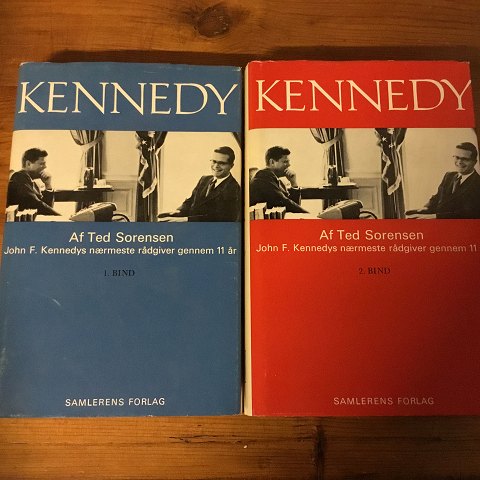 KENNEDY
Af Ted Sorensen
John F. Kennedys nærmeste rådgiver gennem 11 år
1. BIND
SAMLERENS FORLAG
KENNEDY
Af Ted Sorensen
John F. Kennedys nærmeste rådgiver gennem 11
2. BIND
SAMLERENS FORLAG